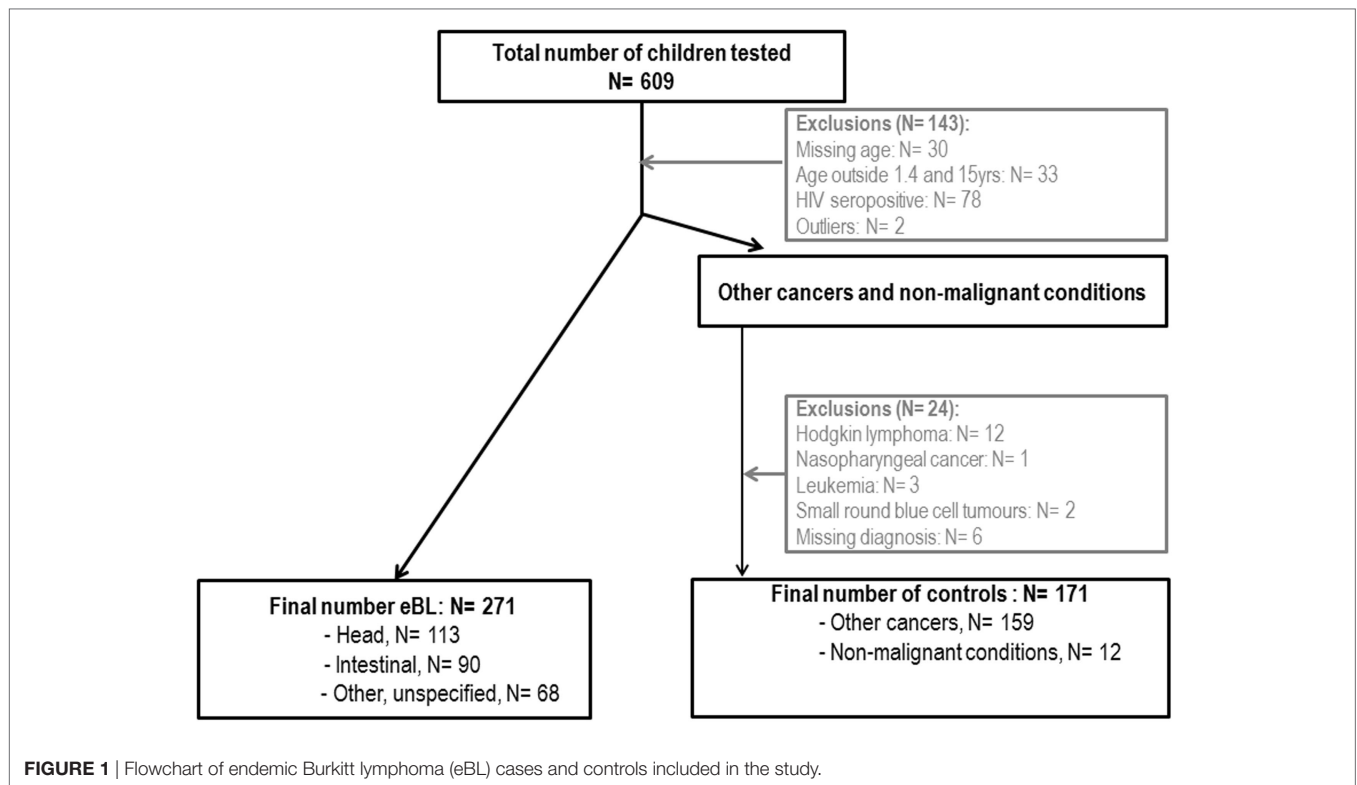 Total number of children tested
N= 609
Exclusions (N= 143):
Missing age: N= 30
Age outside 1.4 and 15yrs: N= 33
HIV seropositive: N= 78
Outliers: N= 2
Other cancers and non-malignant conditions
Exclusions (N= 24):
Hodgkin lymphoma: N= 12
Nasopharyngeal cancer: N= 1
Leukemia: N= 3
Small round blue cell tumours: N= 2
Missing diagnosis: N= 6
Final number eBL: N= 271
- Head, N= 113
- Intestinal, N= 90
- Other, unspecified, N= 68
Final number of controls : N= 171
- Other cancers, N= 159
- Non-malignant conditions, N= 12
FIGURE 1 | Flowchart of endemic Burkitt lymphoma (eBL) cases and controls included in the study.